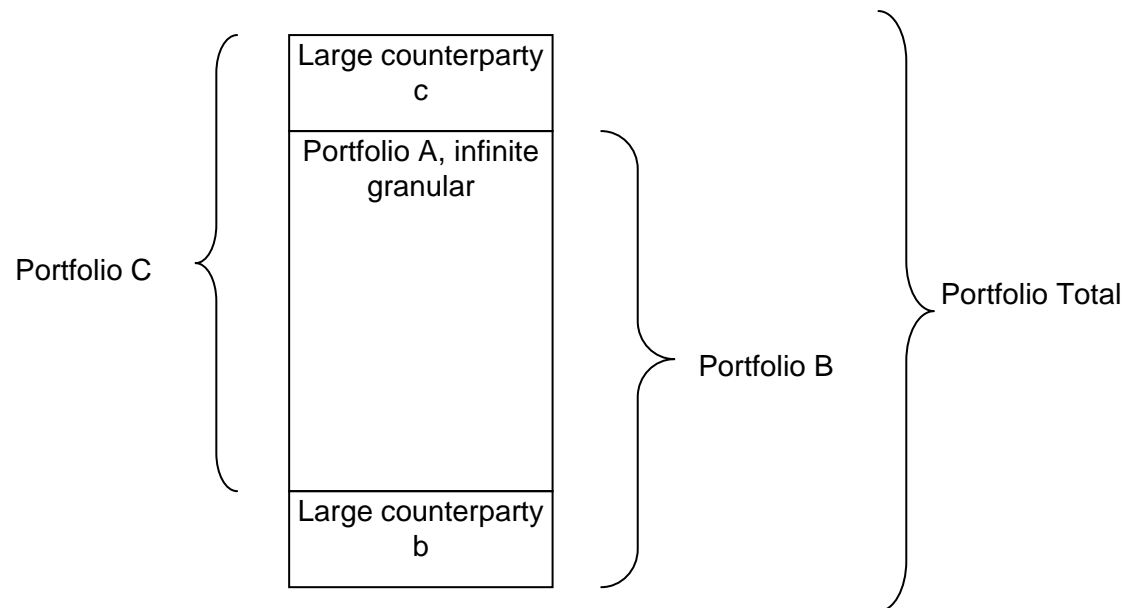 Large counterparty
c
Portfolio A, infinite
granular
Portfolio C
Portfolio Total
Portfolio B
Large counterparty
b